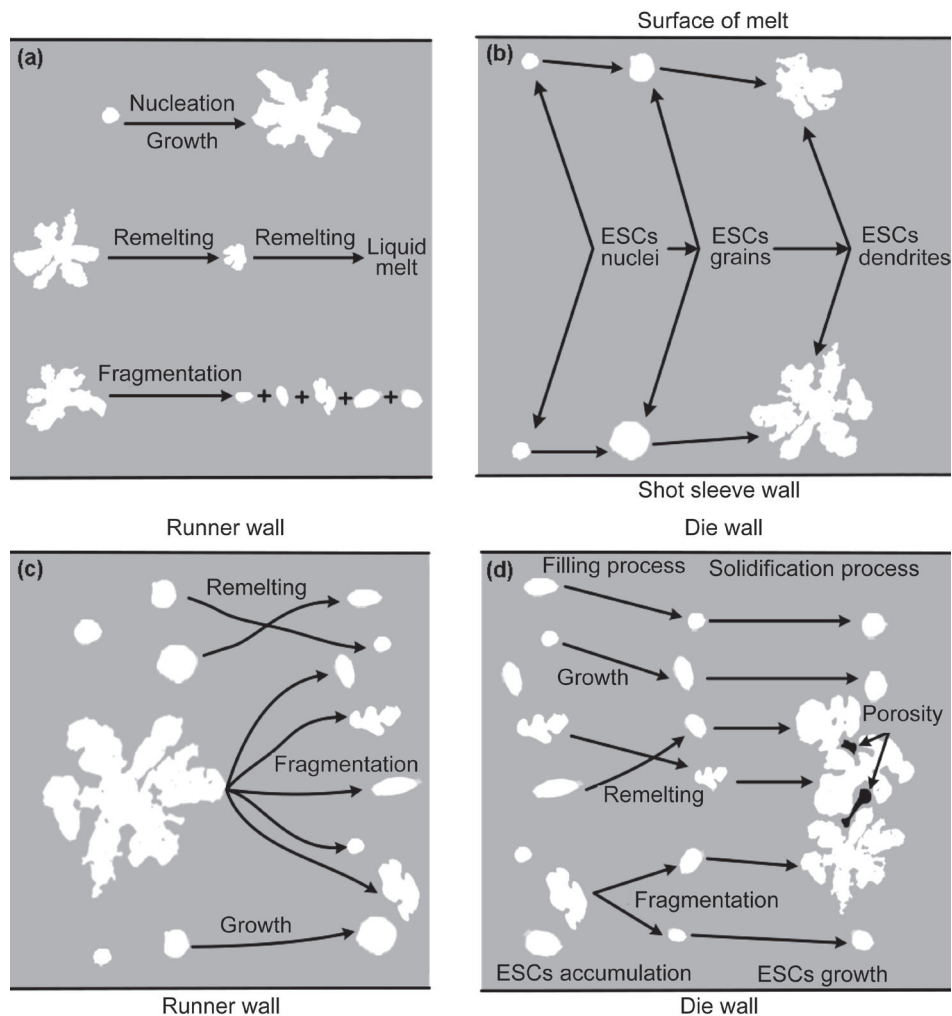 Surface of melt
(a)
Nucleation
Growth
Remelting
Remelting
Liquid
melt
Fragmentation
+ + + +
(b)
ESCs
nuclei
ESCs
grains
ESCs
dendrites
Shot sleeve wall
Runner wall
(c)
Remelting
Fragmentation
Growth
Runner wall
Die wall
(d)
Filling process
Solidification process
Growth
Porosity
Remelting
Fragmentation
ESCs accumulation
ESCs growth
Die wall